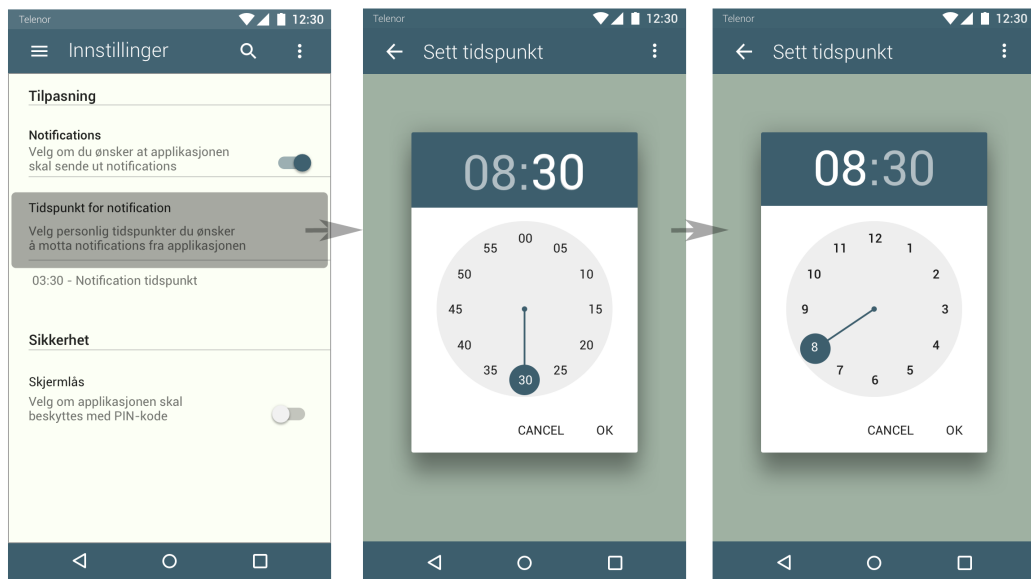 Telenor
12:30
Innstillinger
Tilpasning
Notifications
Velg om du ønsker at applikasjonen
skal sende ut notifications
Tidspunkt for notification
Velg personlig tidspunkter du ønsker
å motta notifications fra applikasjonen
03:30 - Notification tidspunkt
Sikkerhet
Skjermlås
Velg om applikasjonen skal
beskyttes med PIN-kode
Telenor
12:30
Sett tidspunkt
08:30
00
55 05
50 10
45 15
40 20
35 25
30
CANCEL OK
Telenor
12:30
Sett tidspunkt
08:30
12
11 1
10 2
9 3
8 4
7 5
6
CANCEL OK